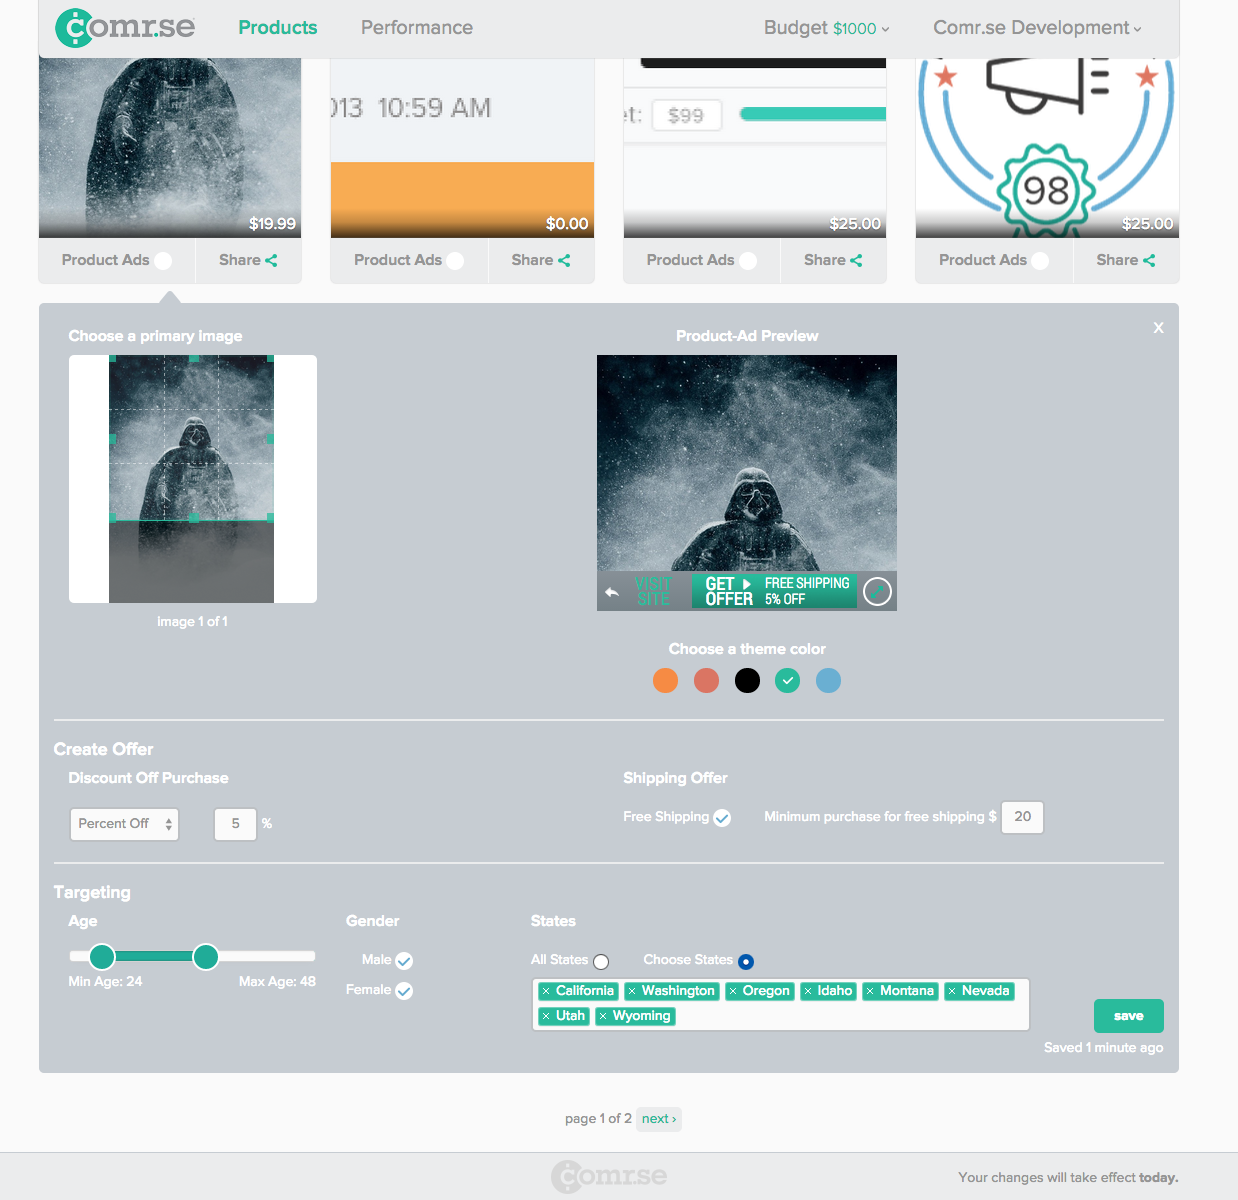 comr.se Products Performance Budget $1000 Comr.se Development
013 10:59 AM
et: $99
98
$19.99 $0.00 $25.00 $25.00
Product Ads Share Product Ads Share Product Ads Share Product Ads Share
x
Choose a primary image Product-Ad Preview
VISIT SITE GET OFFER FREE SHIPPING 5% OFF
Image 1 of 1
Choose a theme color
Create Offer
Discount Off Purchase Shipping Offer
Percent Off 5 % Free Shipping Minimum purchase for free shipping $ 20
Targeting
Age Gender States
Male All States Choose States
Min Age: 24 Max Age: 48 Female
× California × Washington × Oregon × Idaho × Montana × Nevada
× Utah × Wyoming
save
Saved 1 minute ago
page 1 of 2 next ›
comr.se Your changes will take effect today.